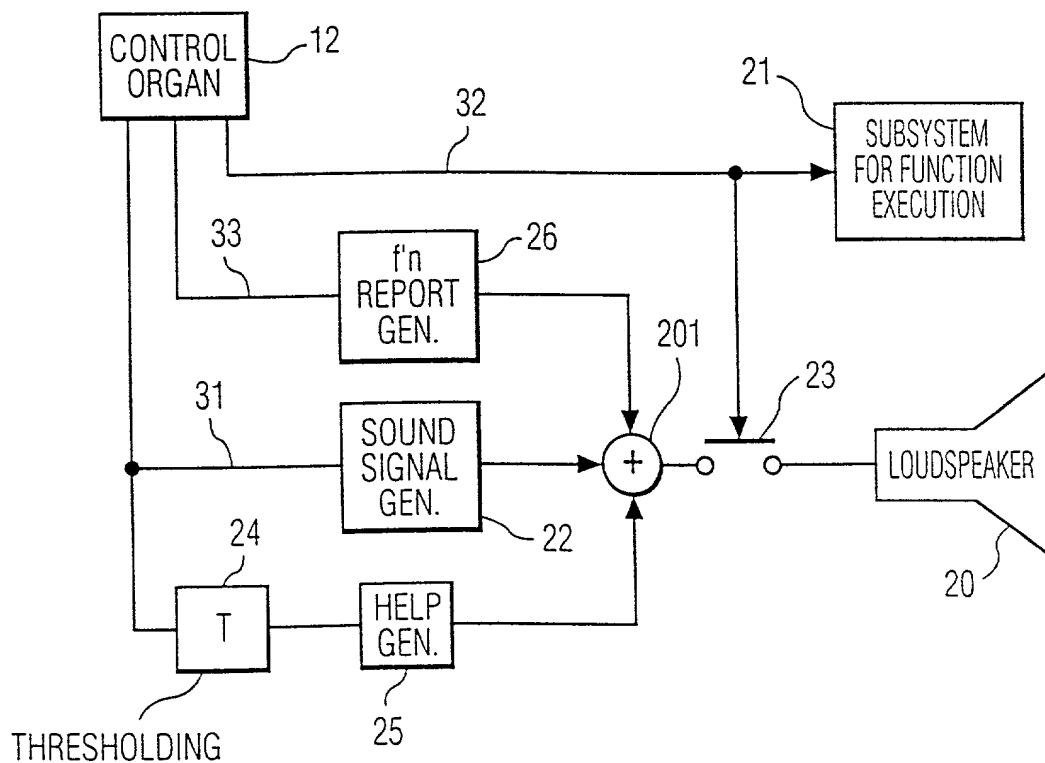 CONTROL
ORGAN
12
32
21
SUBSYSTEM
FOR FUNCTION
EXECUTION
33
f'n
REPORT
GEN.
26
31
SOUND
SIGNAL
GEN.
22
201
+
23
LOUDSPEAKER
20
24
T
HELP
GEN.
25
THRESHOLDING